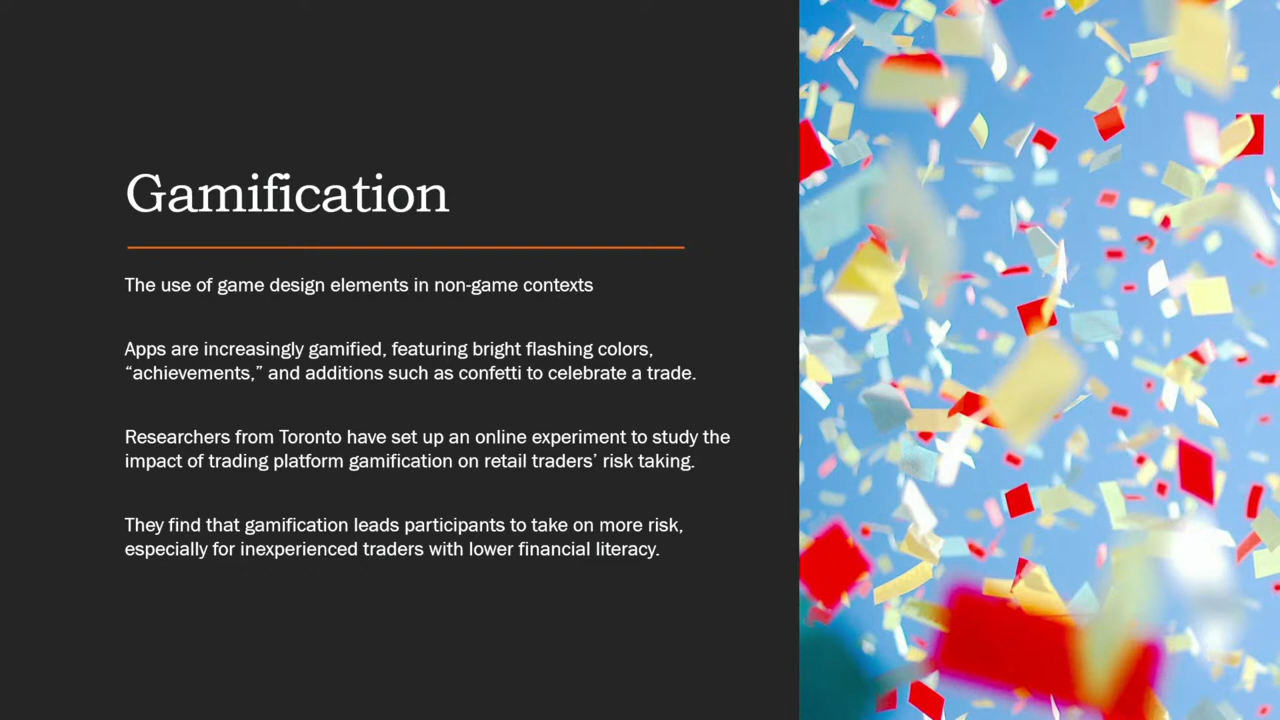 Gamification
The use of game design elements in non-game contexts
Apps are increasingly gamified, featuring bright flashing colors,
“achievements,” and additions such as confetti to celebrate a trade.
Researchers from Toronto have set up an online experiment to study the
impact of trading platform gamification on retail traders’ risk taking.
They find that gamification leads participants to take on more risk,
especially for inexperienced traders with lower financial literacy.